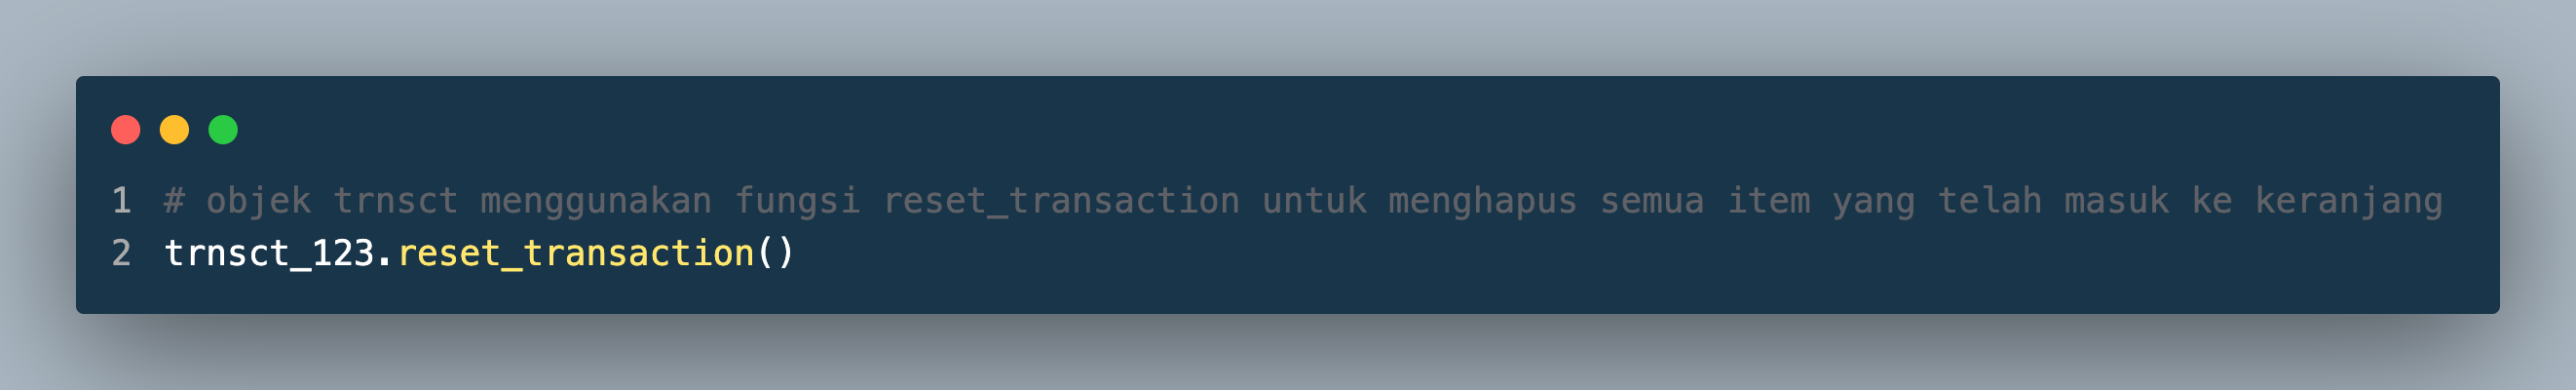 1 # objek trnsct menggunakan fungsi reset_transaction untuk menghapus semua item yang telah masuk ke keranjang
2 trnsct_123.reset_transaction()